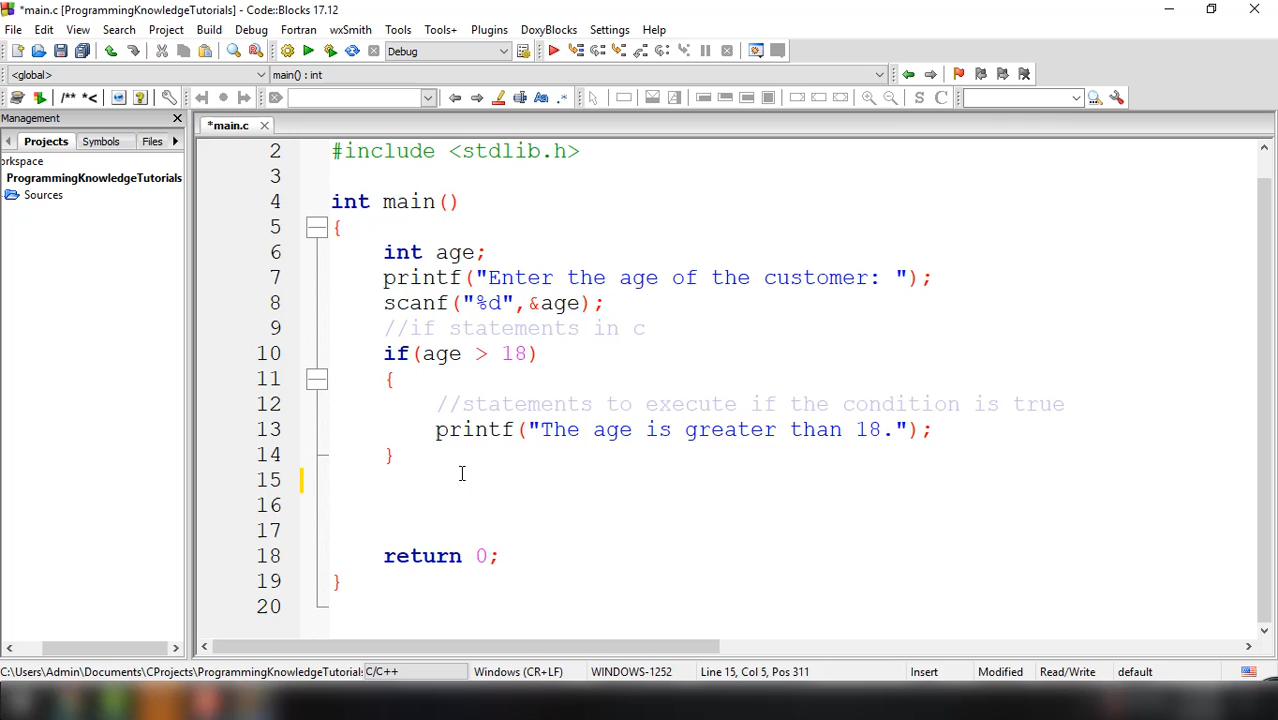 *main.c [ProgrammingKnowledgeTutorials] - Code::Blocks 17.12
File Edit View Search Project Build Debug Fortran wxSmith Tools Tools+ Plugins DoxyBlocks Settings Help
Debug
<global> main() : int
/** *< S C
Management
Projects Symbols Files
*main.c
orkspace
ProgrammingKnowledgeTutorials
Sources
2 #include <stdlib.h>
3
4 int main()
5 {
6 int age;
7 printf("Enter the age of the customer: ");
8 scanf("%d",&age);
9 //if statements in c
10 if(age > 18)
11 {
12 //statements to execute if the condition is true
13 printf("The age is greater than 18.");
14 }
15
16
17
18 return 0;
19 }
20
C:\Users\Admin\Documents\CProjects\ProgrammingKnowledgeTutorials C/C++ Windows (CR+LF) WINDOWS-1252 Line 15, Col 5, Pos 311 Insert Modified Read/Write default